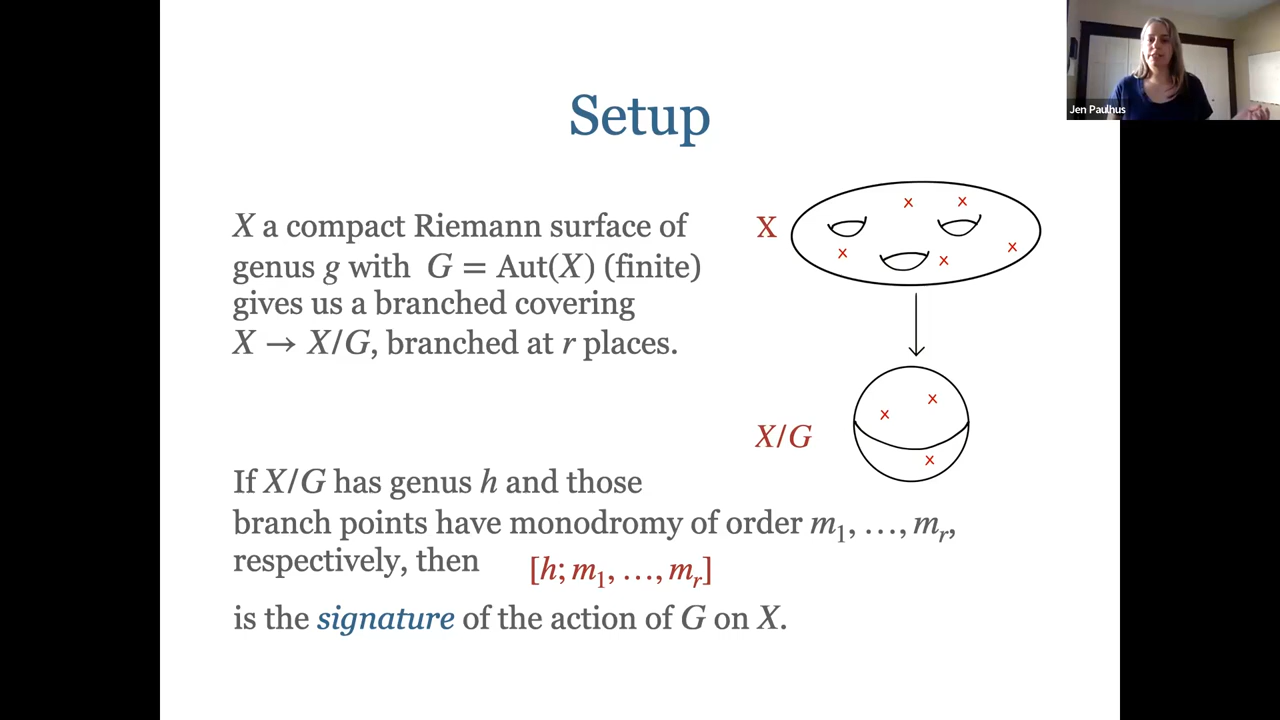 Jen Paulhus
Setup
X a compact Riemann surface of
genus g with G = Aut(X) (finite)
gives us a branched covering
X → X/G, branched at r places.
X
X/G
If X/G has genus h and those
branch points have monodromy of order m₁, …, mᵣ,
respectively, then [h; m₁, …, mᵣ]
is the signature of the action of G on X.